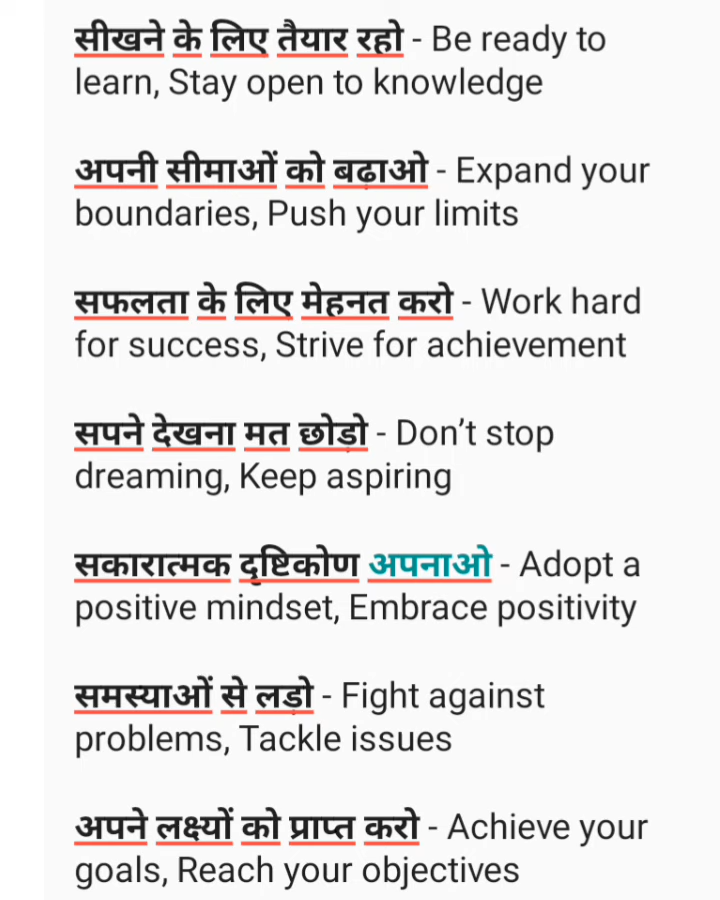 सीखने के लिए तैयार रहो - Be ready to
learn, Stay open to knowledge
अपनी सीमाओं को बढ़ाओ - Expand your
boundaries, Push your limits
सफलता के लिए मेहनत करो - Work hard
for success, Strive for achievement
सपने देखना मत छोड़ो - Don’t stop
dreaming, Keep aspiring
सकारात्मक दृष्टिकोण अपनाओ - Adopt a
positive mindset, Embrace positivity
समस्याओं से लड़ो - Fight against
problems, Tackle issues
अपने लक्ष्यों को प्राप्त करो - Achieve your
goals, Reach your objectives